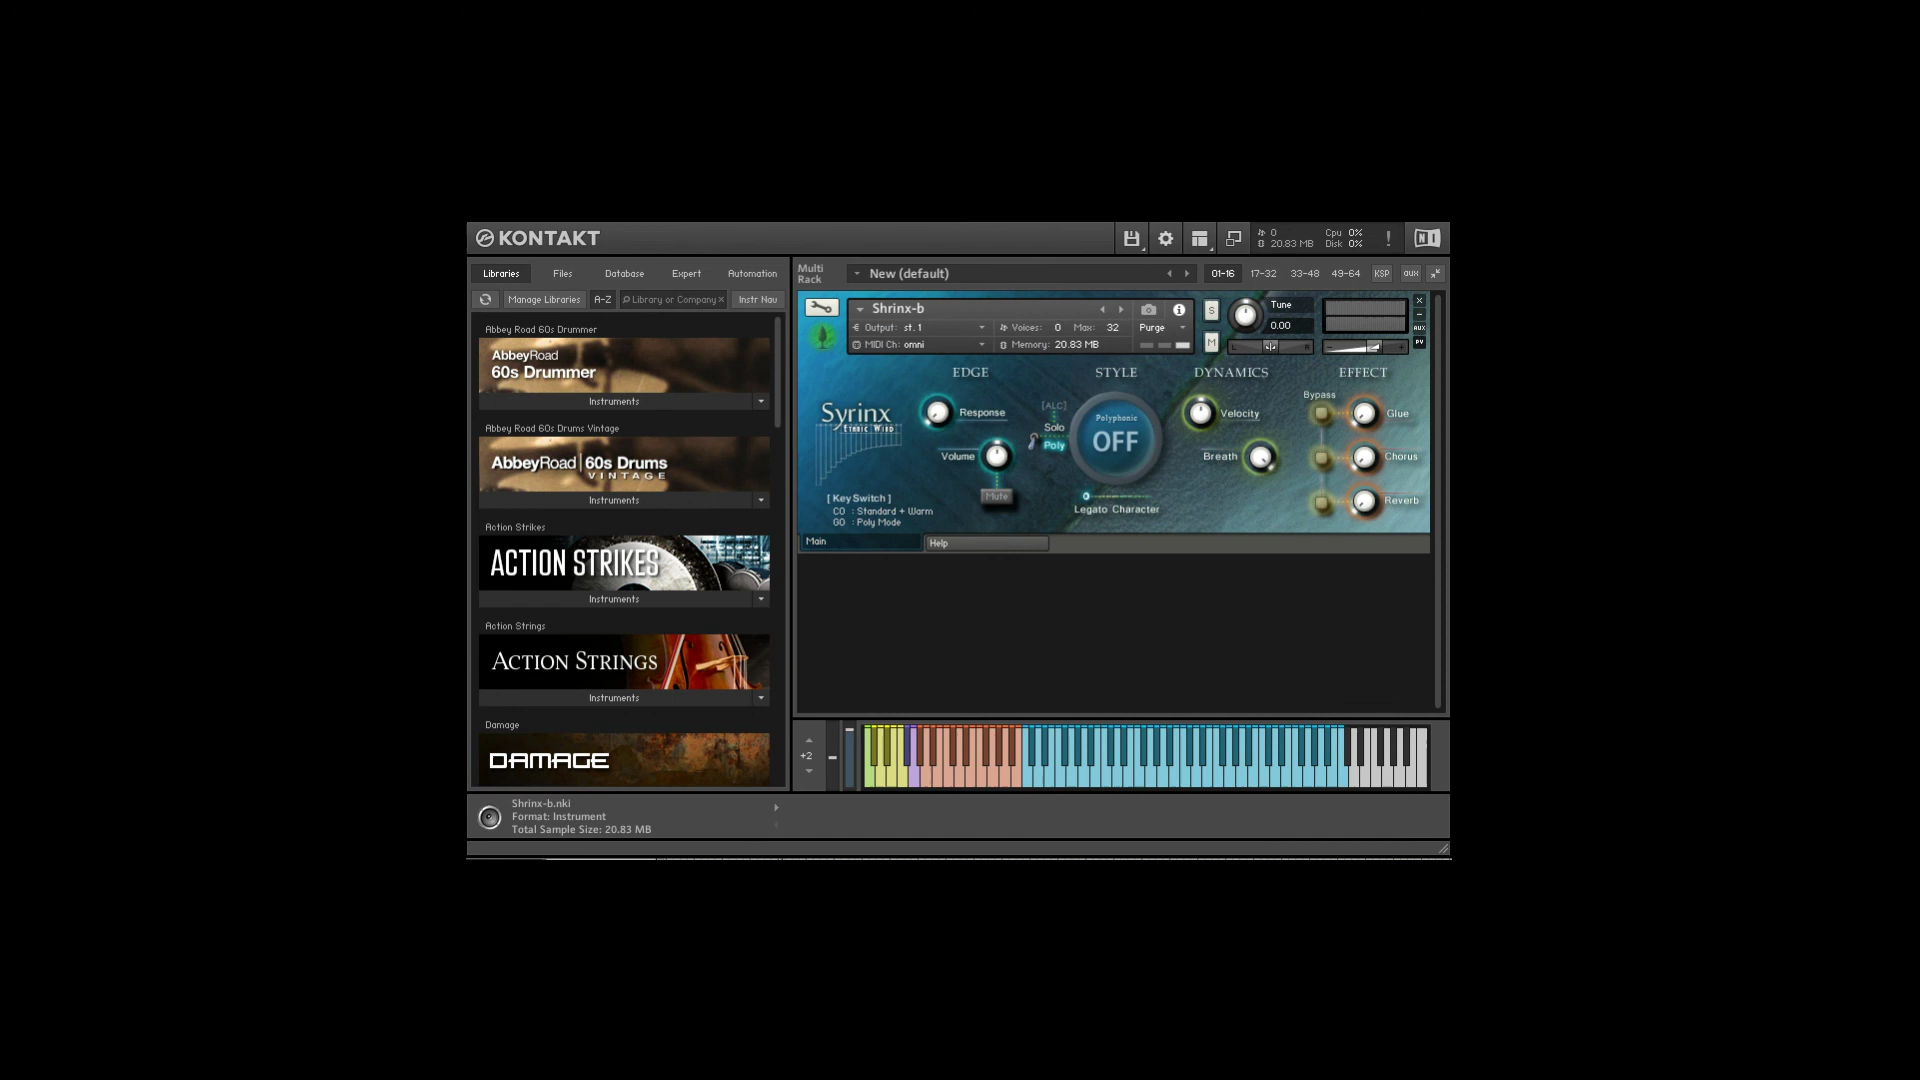 KONTAKT
0
20.83 MB
Cpu 0%
Disk 0%
!
NI
Libraries Files Database Expert Automation
Manage Libraries A-Z Library or Company × Instr Nav
Abbey Road 60s Drummer
AbbeyRoad
60s Drummer
Instruments
Abbey Road 60s Drums Vintage
AbbeyRoad 60s Drums
VINTAGE
Instruments
Action Strikes
ACTION STRIKES
Instruments
Action Strings
ACTION STRINGS
Instruments
Damage
DAMAGE
Multi
Rack
New (default)
01-16 17-32 33-48 49-64 KSP aux
Shrinx-b
Output: st.1 Voices: 0 Max: 32 Purge
MIDI Ch: omni Memory: 20.83 MB
S
M
Tune
0.00
L R
- +
×
-
AUX
PV
Syrinx
ETHNIC WIND
[ Key Switch ]
C0 : Standard + Warm
G0 : Poly Mode
EDGE
Response
Volume
Mute
STYLE
[ALC]
Solo
Poly
Polyphonic
OFF
Legato Character
DYNAMICS
Velocity
Breath
EFFECT
Bypass
Glue
Chorus
Reverb
Main Help
+2
Shrinx-b.nki
Format: Instrument
Total Sample Size: 20.83 MB